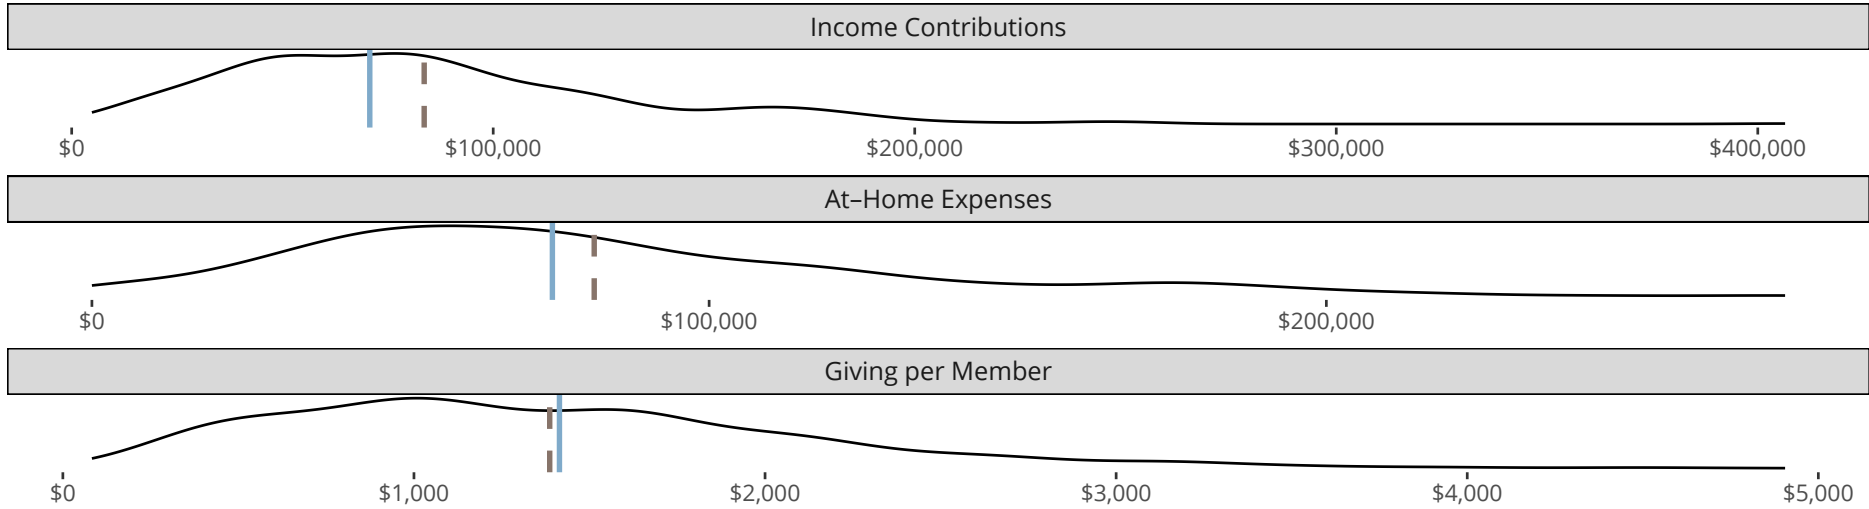 Income Contributions
$0 $100,000 $200,000 $300,000 $400,000
At–Home Expenses
$0 $100,000 $200,000
Giving per Member
$0 $1,000 $2,000 $3,000 $4,000 $5,000